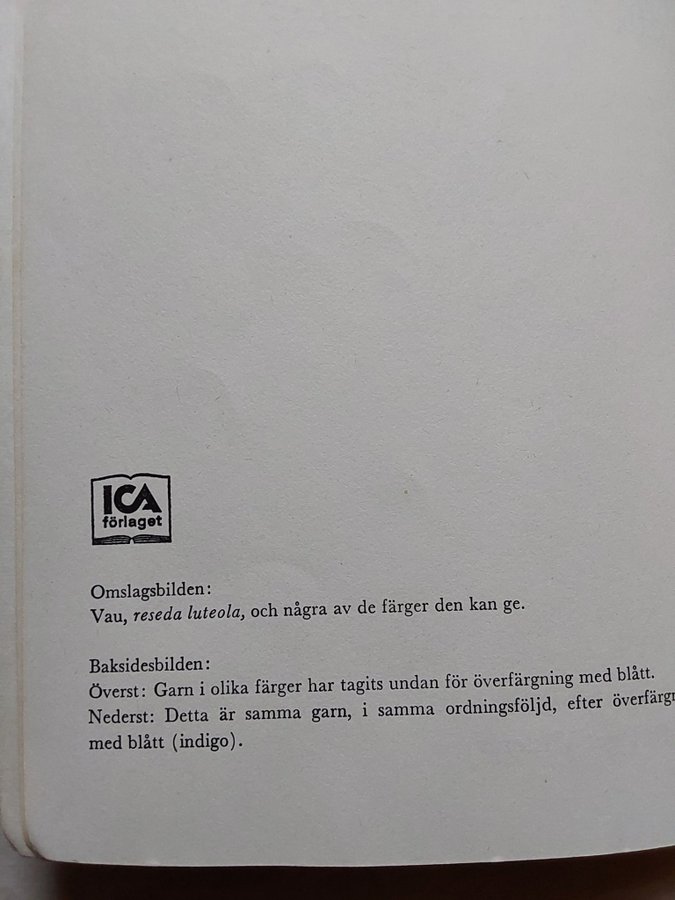 ICA
förlaget
Omslagsbilden:
Vau, reseda luteola, och några av de färger den kan ge.
Baksidesbilden:
Överst: Garn i olika färger har tagits undan för överfärgning med blått.
Nederst: Detta är samma garn, i samma ordningsföljd, efter
med blått (indigo).